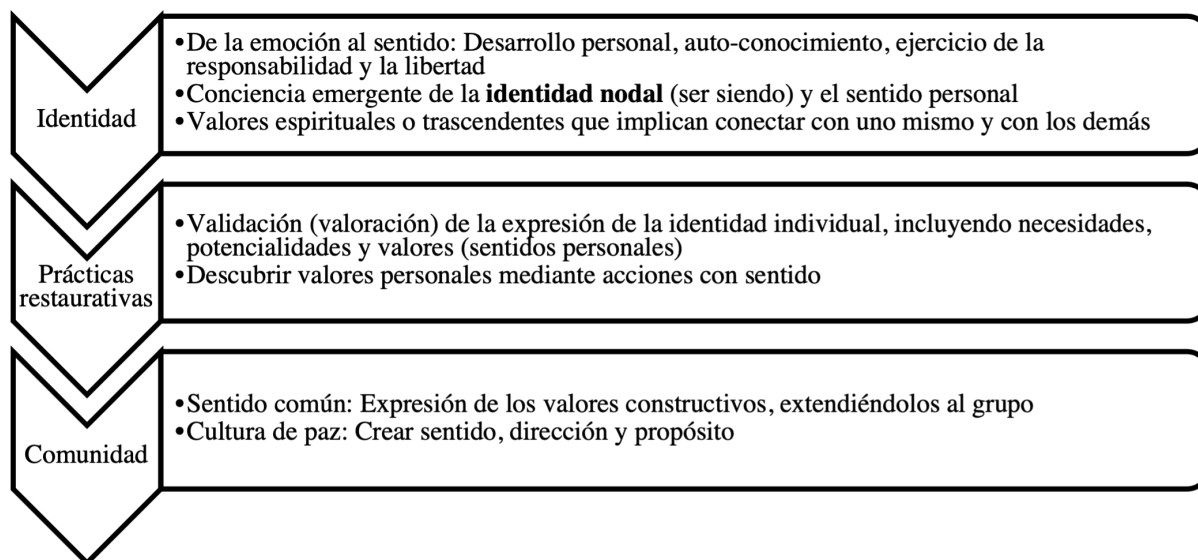 Identidad
•De la emoción al sentido: Desarrollo personal, auto-conocimiento, ejercicio de la
responsabilidad y la libertad
•Conciencia emergente de la identidad nodal (ser siendo) y el sentido personal
•Valores espirituales o trascendentes que implican conectar con uno mismo y con los demás
Prácticas
restaurativas
•Validación (valoración) de la expresión de la identidad individual, incluyendo necesidades,
potencialidades y valores (sentidos personales)
•Descubrir valores personales mediante acciones con sentido
Comunidad
•Sentido común: Expresión de los valores constructivos, extendiéndolos al grupo
•Cultura de paz: Crear sentido, dirección y propósito